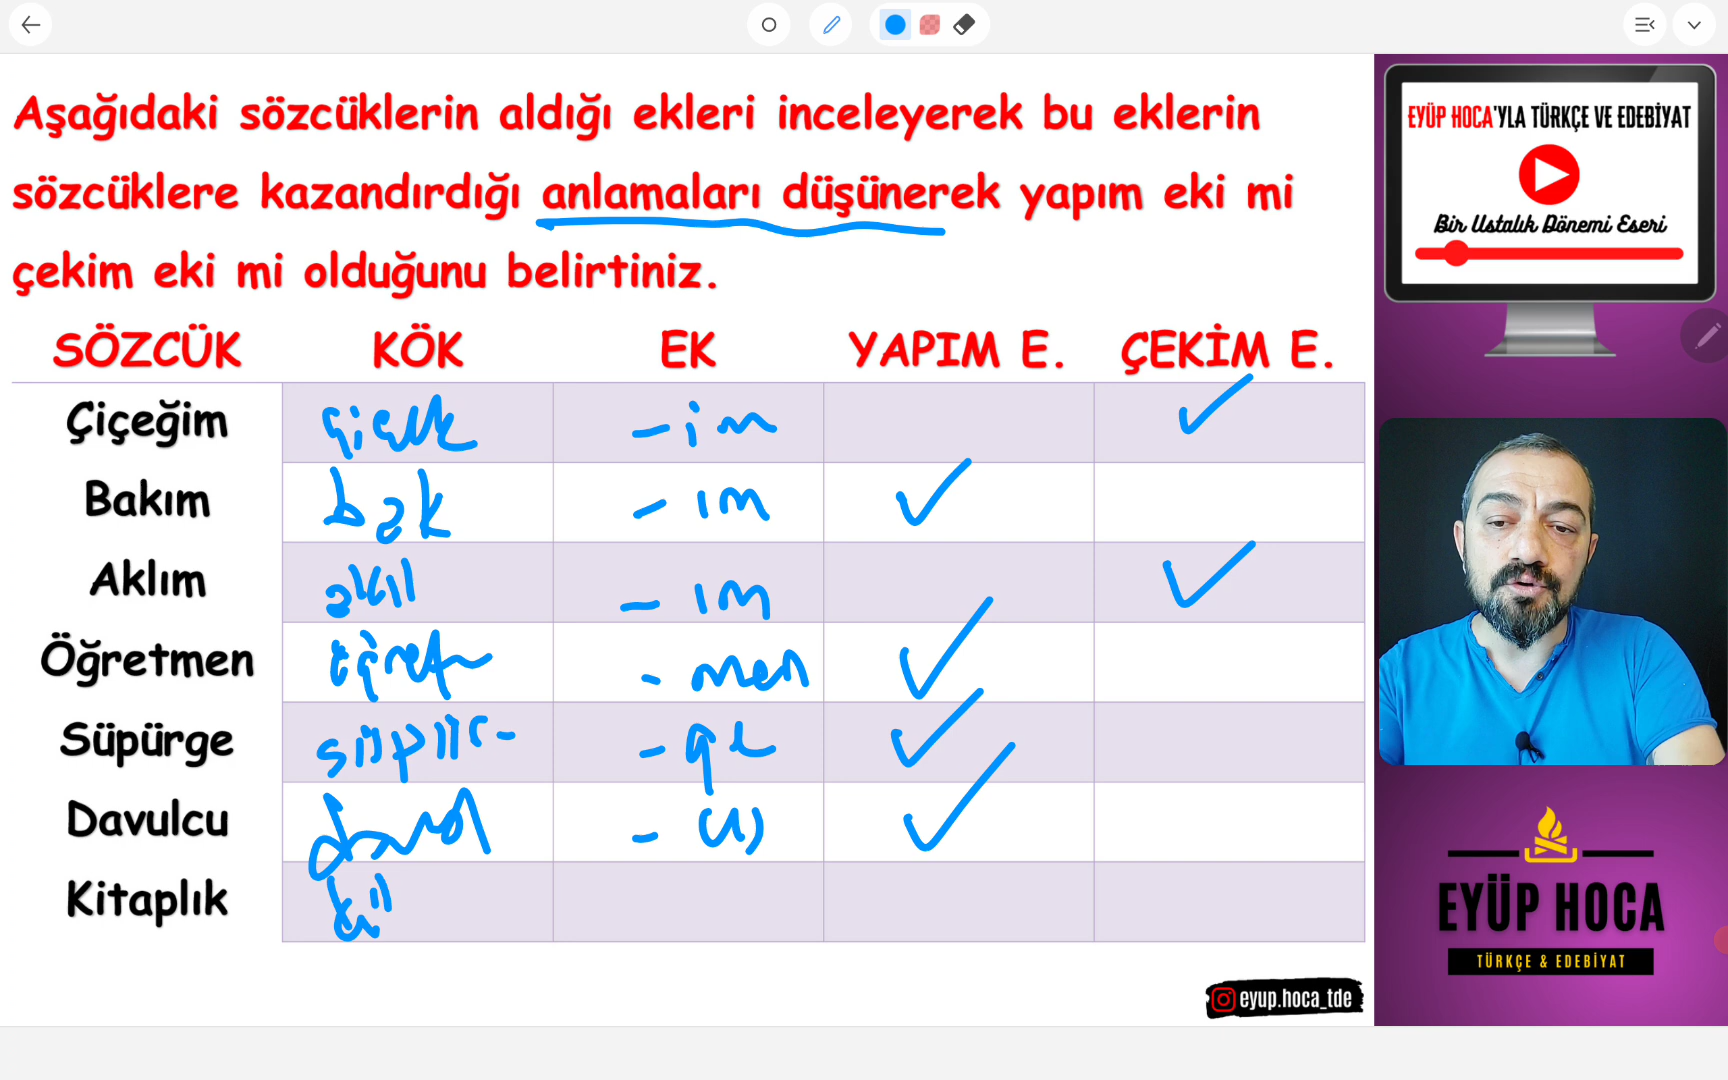 Aşağıdaki sözcüklerin aldığı ekleri inceleyerek bu eklerin
sözcüklere kazandırdığı anlamaları düşünerek yapım eki mi
çekim eki mi olduğunu belirtiniz.
SÖZCÜK KÖK EK YAPIM E. ÇEKİM E.
Çiçeğim çiçek -im
Bakım bak -ım
Aklım akıl -ım
Öğretmen öğret -men
Süpürge süpür- -ge
Davulcu davul -cu
Kitaplık
EYÜP HOCA'YLA TÜRKÇE VE EDEBİYAT
Bir Ustalık Dönemi Eseri
EYÜP HOCA
TÜRKÇE & EDEBİYAT
eyup.hoca_tde